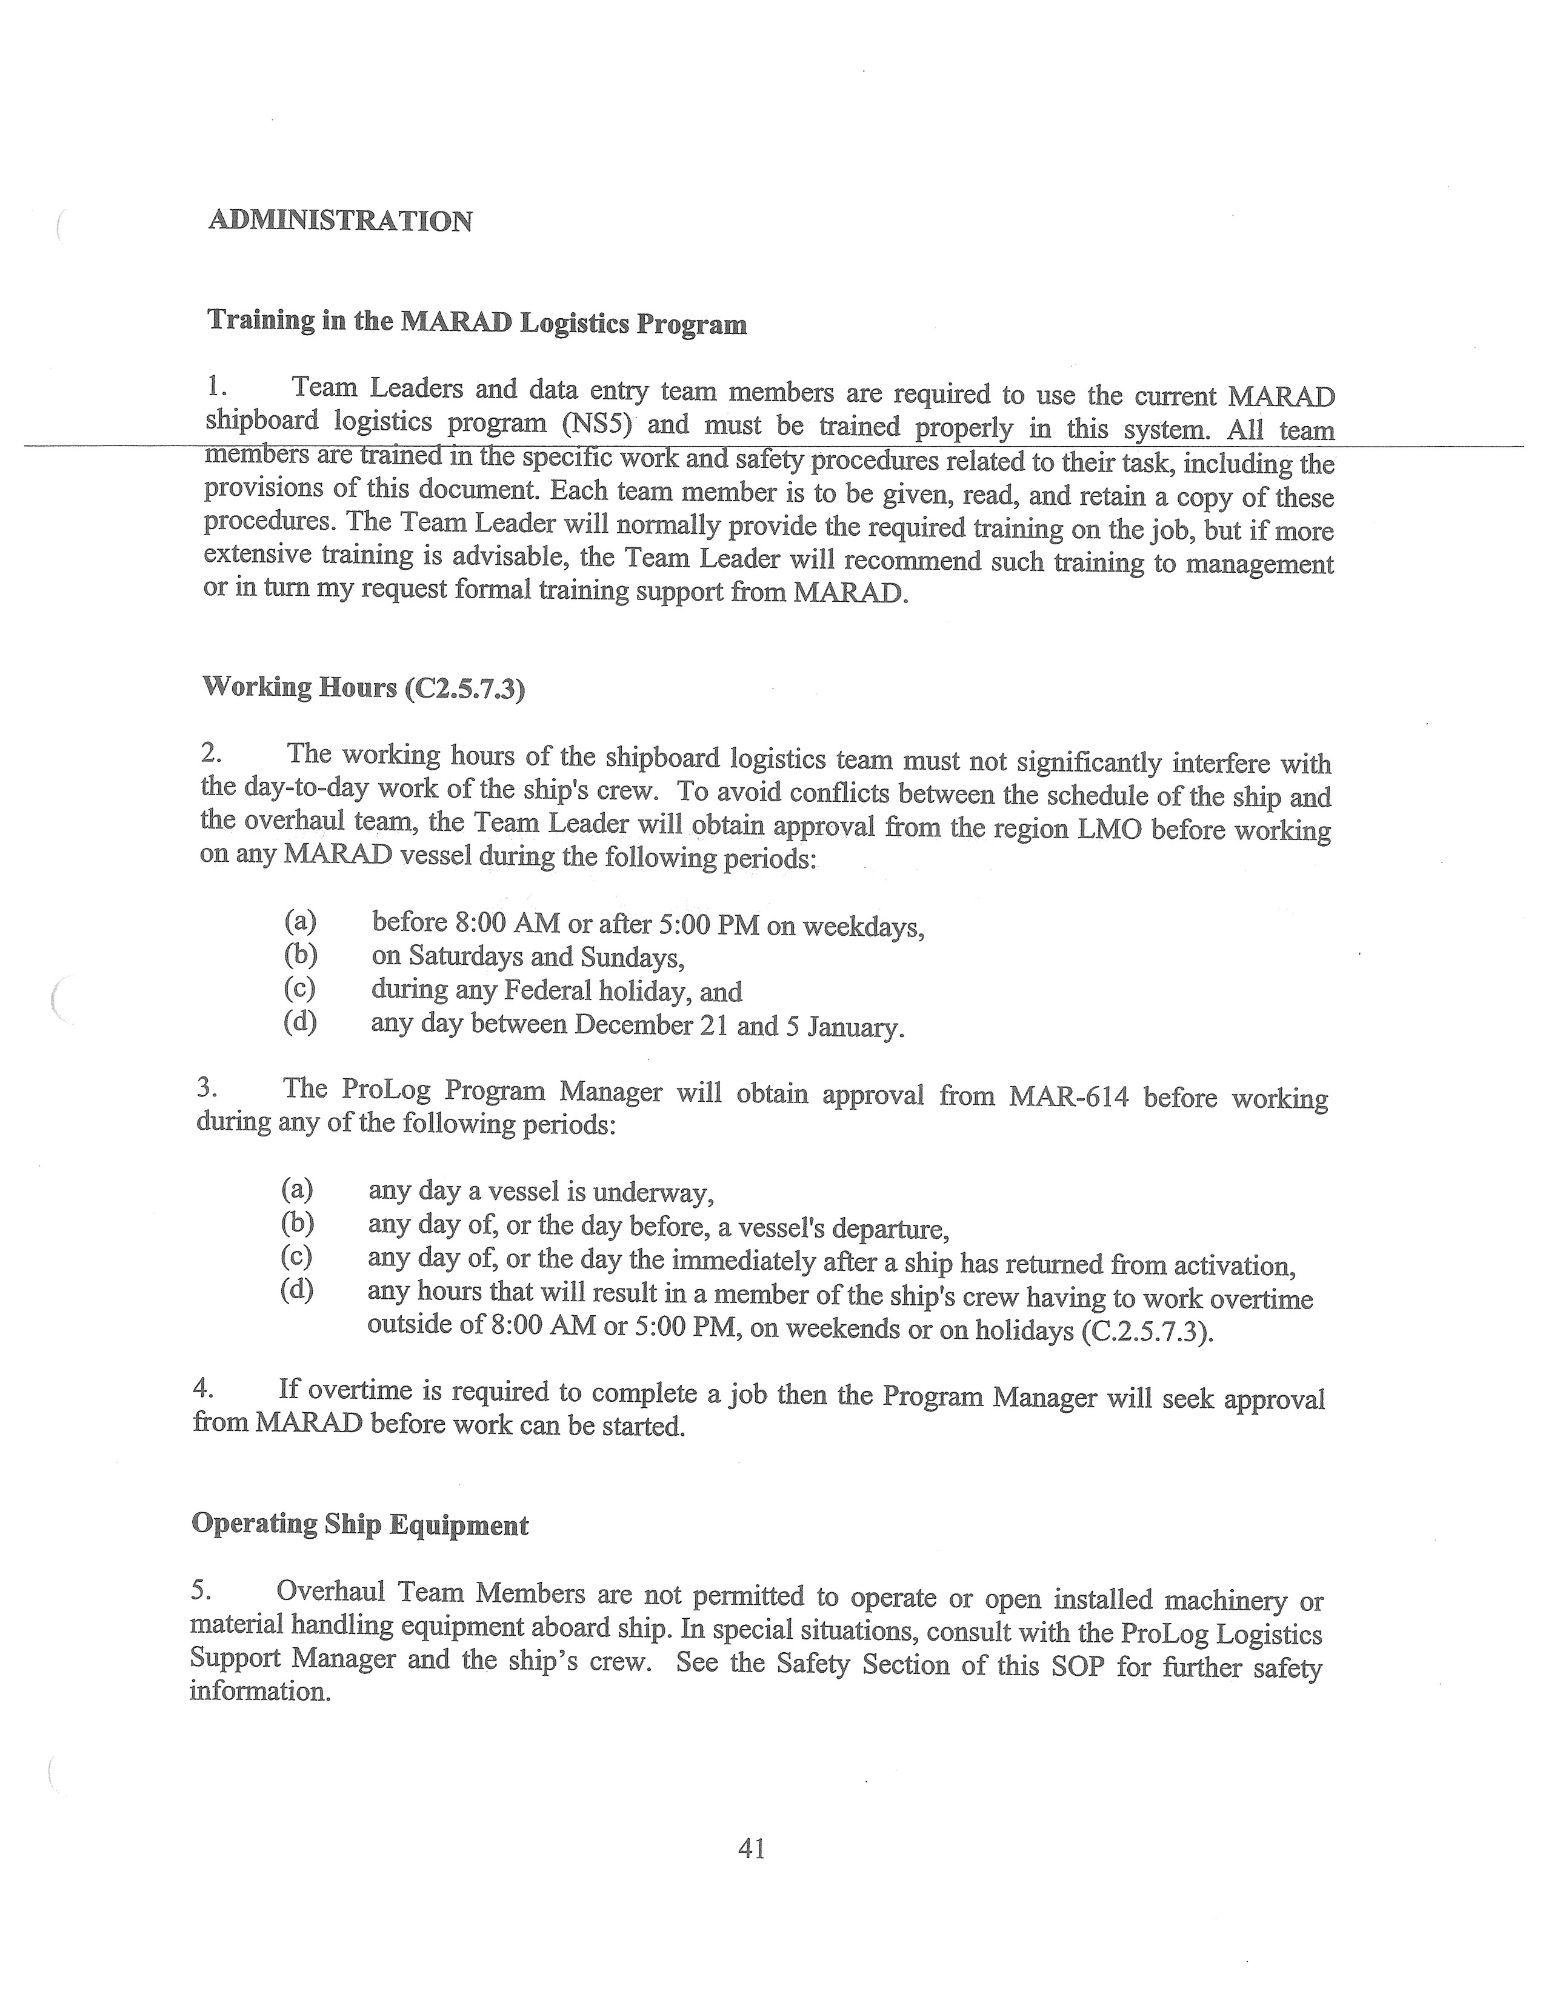 ADMINISTRATION
Training in the MARAD Logistics Program
1. Team Leaders and data entry team members are required to use the current MARAD
shipboard logistics program (NS5) and must be trained properly in this system. All team
members are trained in the specific work and safety procedures related to their task, including the
provisions of this document. Each team member is to be given, read, and retain a copy of these
procedures. The Team Leader will normally provide the required training on the job, but if more
extensive training is advisable, the Team Leader will recommend such training to management
or in turn my request formal training support from MARAD.
Working Hours (C2.5.7.3)
2. The working hours of the shipboard logistics team must not significantly interfere with
the day-to-day work of the ship's crew. To avoid conflicts between the schedule of the ship and
the overhaul team, the Team Leader will obtain approval from the region LMO before working
on any MARAD vessel during the following periods:
(a) before 8:00 AM or after 5:00 PM on weekdays,
(b) on Saturdays and Sundays,
(c) during any Federal holiday, and
(d) any day between December 21 and 5 January.
3. The ProLog Program Manager will obtain approval from MAR-614 before working
during any of the following periods:
(a) any day a vessel is underway,
(b) any day of, or the day before, a vessel's departure,
(c) any day of, or the day the immediately after a ship has returned from activation,
(d) any hours that will result in a member of the ship's crew having to work overtime
outside of 8:00 AM or 5:00 PM, on weekends or on holidays (C.2.5.7.3).
4. If overtime is required to complete a job then the Program Manager will seek approval
from MARAD before work can be started.
Operating Ship Equipment
5. Overhaul Team Members are not permitted to operate or open installed machinery or
material handling equipment aboard ship. In special situations, consult with the ProLog Logistics
Support Manager and the ship’s crew. See the Safety Section of this SOP for further safety
information.
41